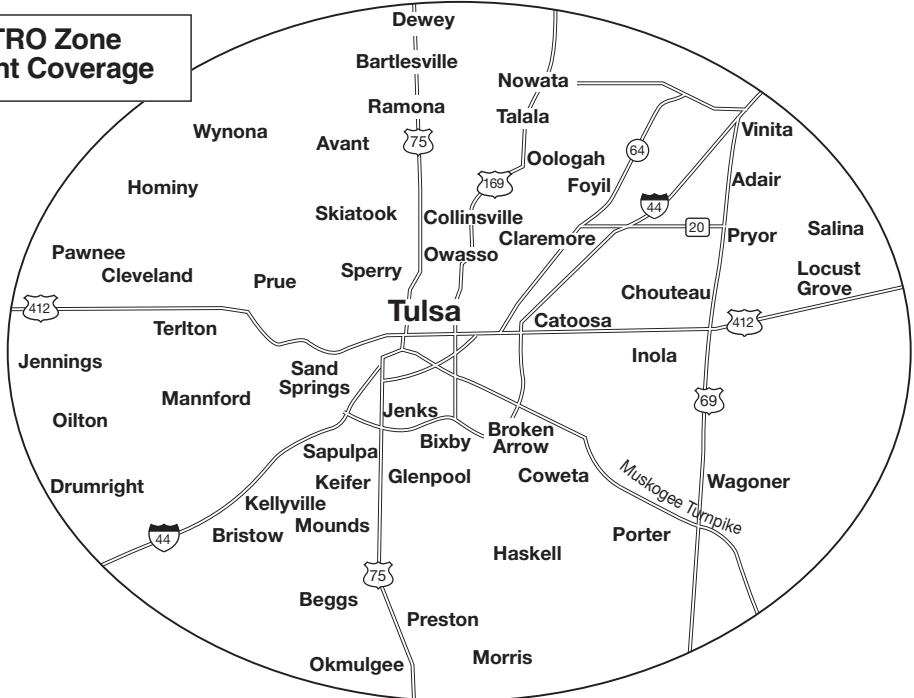 TRO Zone
nt Coverage
Dewey
Bartlesville
Nowata
Ramona
Talala
Wynona
Avant
75
64
Vinita
Oologah
Adair
169
Foyil
Hominy
44
Skiatook
Collinsville
20
Salina
Claremore
Pryor
Pawnee
Owasso
Cleveland
Prue
Sperry
Locust
Grove
Chouteau
412
Tulsa
Catoosa
412
Terlton
Inola
Jennings
Sand
Springs
Mannford
69
Oilton
Jenks
Bixby
Broken
Arrow
Sapulpa
Drumright
Keifer
Glenpool
Coweta
Muskogee Turnpike
Wagoner
Kellyville
Mounds
44
Bristow
Porter
Haskell
75
Beggs
Preston
Okmulgee
Morris